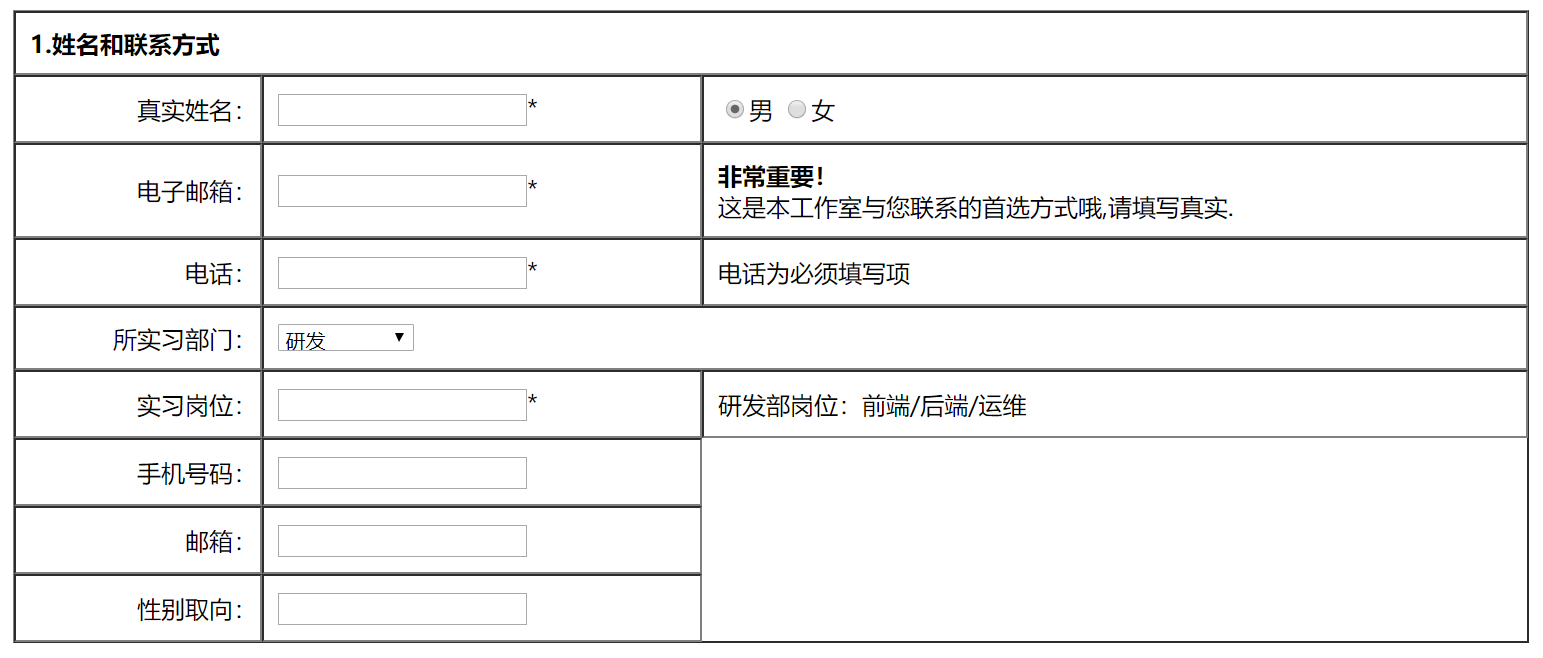 1.姓名和联系方式
真实姓名：
*
男 女
电子邮箱：
*
非常重要！
这是本工作室与您联系的首选方式哦,请填写真实.
电话：
*
电话为必须填写项
所实习部门：
研发
实习岗位：
*
研发部岗位：前端/后端/运维
手机号码：
邮箱：
性别取向：